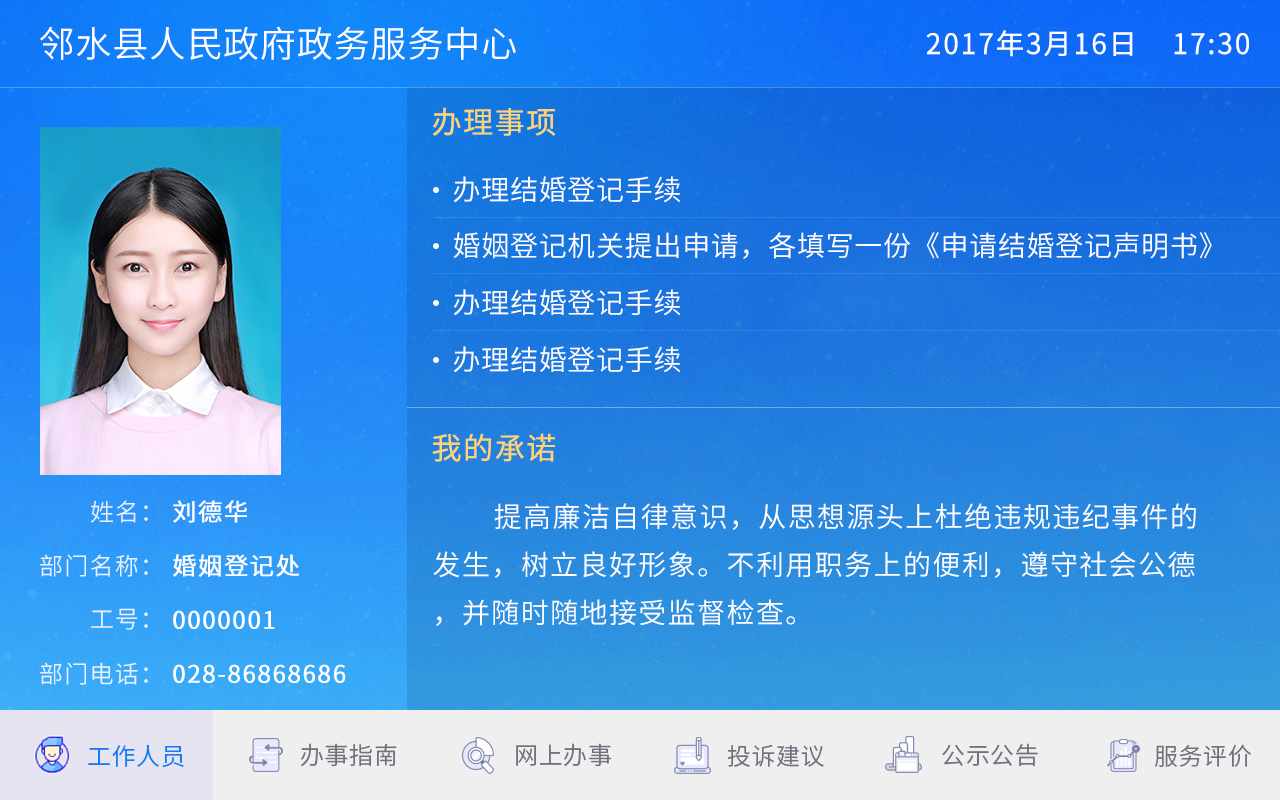 邻水县人民政府政务服务中心
2017年3月16日 17:30
姓名： 刘德华
部门名称： 婚姻登记处
工号： 0000001
部门电话： 028-86868686
办理事项
· 办理结婚登记手续
· 婚姻登记机关提出申请，各填写一份《申请结婚登记声明书》
· 办理结婚登记手续
· 办理结婚登记手续
我的承诺
提高廉洁自律意识，从思想源头上杜绝违规违纪事件的
发生，树立良好形象。不利用职务上的便利，遵守社会公德
，并随时随地接受监督检查。
工作人员
办事指南
网上办事
投诉建议
公示公告
服务评价